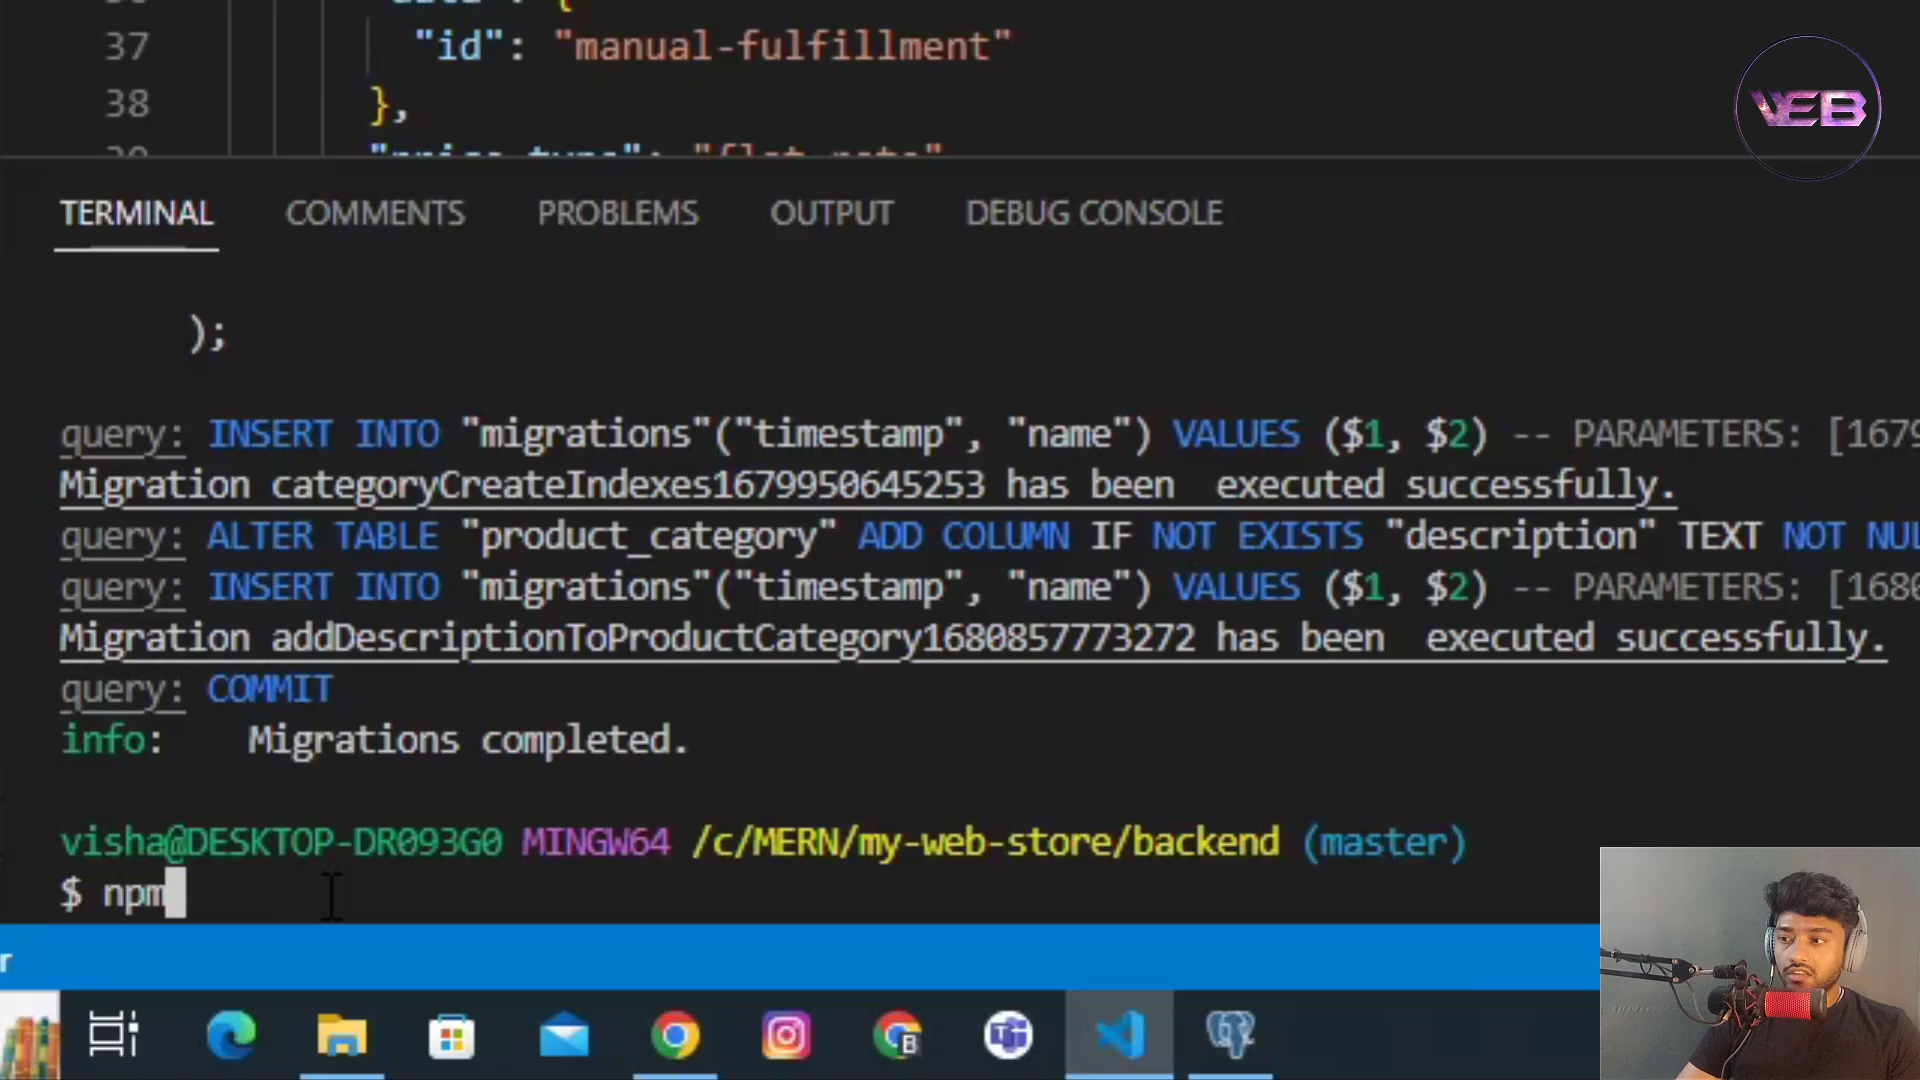 37 "id": "manual-fulfillment"
38 },
VEB
TERMINAL COMMENTS PROBLEMS OUTPUT DEBUG CONSOLE
);
query: INSERT INTO "migrations"("timestamp", "name") VALUES ($1, $2) -- PARAMETERS: [1679
Migration categoryCreateIndexes1679950645253 has been  executed successfully.
query: ALTER TABLE "product_category" ADD COLUMN IF NOT EXISTS "description" TEXT NOT NUL
query: INSERT INTO "migrations"("timestamp", "name") VALUES ($1, $2) -- PARAMETERS: [1680
Migration addDescriptionToProductCategory1680857773272 has been  executed successfully.
query: COMMIT
info:    Migrations completed.
visha@DESKTOP-DR093G0 MINGW64 /c/MERN/my-web-store/backend (master)
$ npm
r